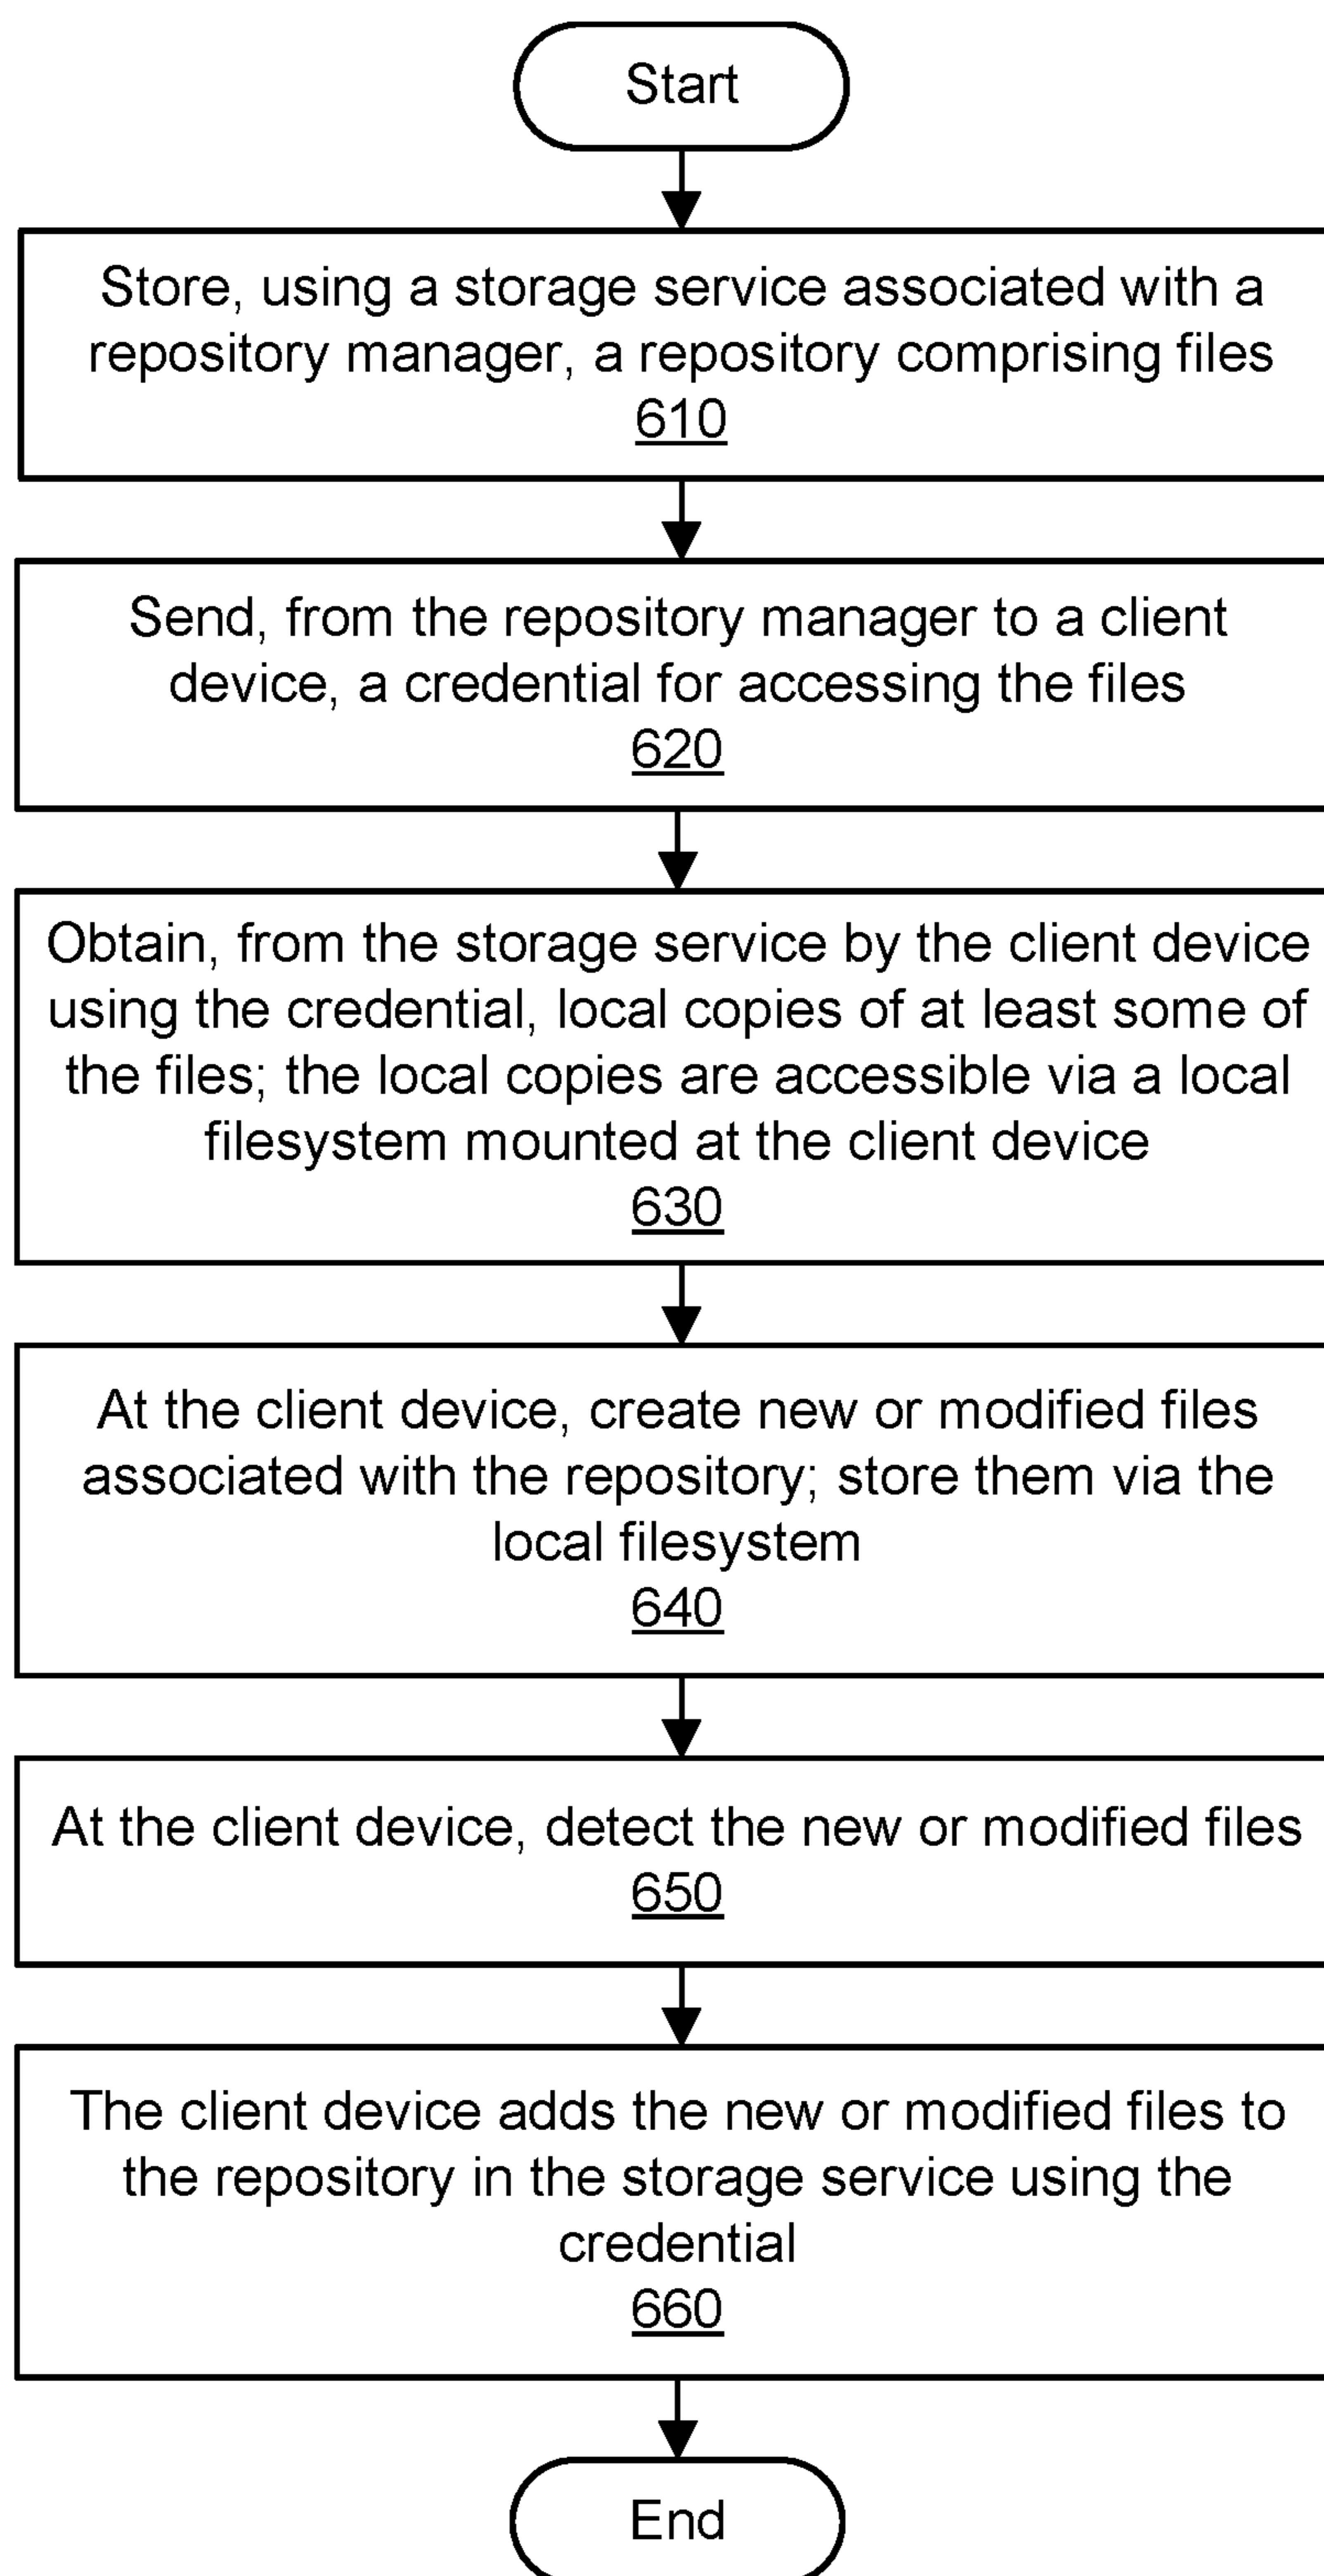 Start
Store, using a storage service associated with a
repository manager, a repository comprising files
610
Send, from the repository manager to a client
device, a credential for accessing the files
620
Obtain, from the storage service by the client device
using the credential, local copies of at least some of
the files; the local copies are accessible via a local
filesystem mounted at the client device
630
At the client device, create new or modified files
associated with the repository; store them via the
local filesystem
640
At the client device, detect the new or modified files
650
The client device adds the new or modified files to
the repository in the storage service using the
credential
660
End